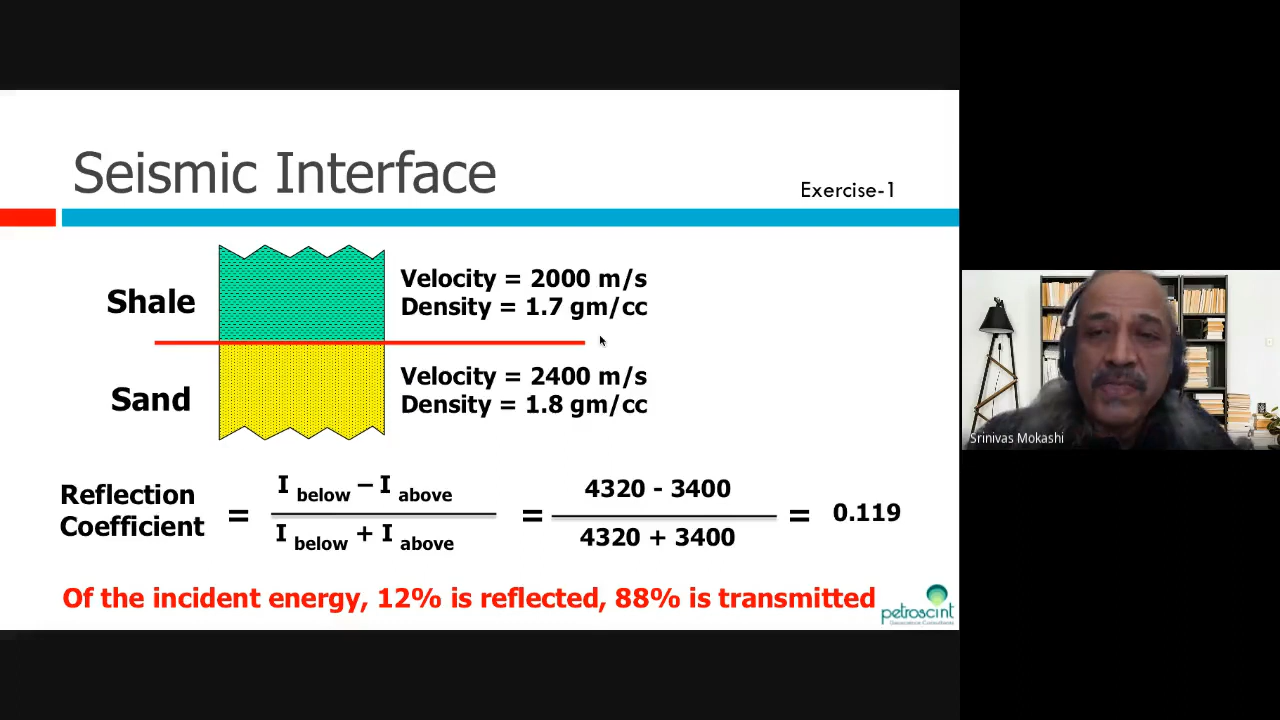 Seismic Interface
Exercise-1
Shale
Velocity = 2000 m/s
Density = 1.7 gm/cc
Sand
Velocity = 2400 m/s
Density = 1.8 gm/cc
Reflection
Coefficient
=
I below – I above
I below + I above
=
4320 - 3400
4320 + 3400
=
0.119
Of the incident energy, 12% is reflected, 88% is transmitted
petroscint
Geoscience Consultants
Srinivas Mokashi